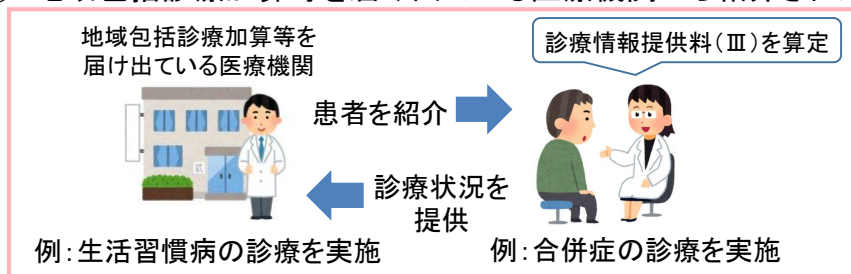 地域包括診療加算等を
届け出ている医療機関
診療情報提供料(Ⅲ)を算定
患者を紹介
診療状況を
提供
例:生活習慣病の診療を実施
例:合併症の診療を実施